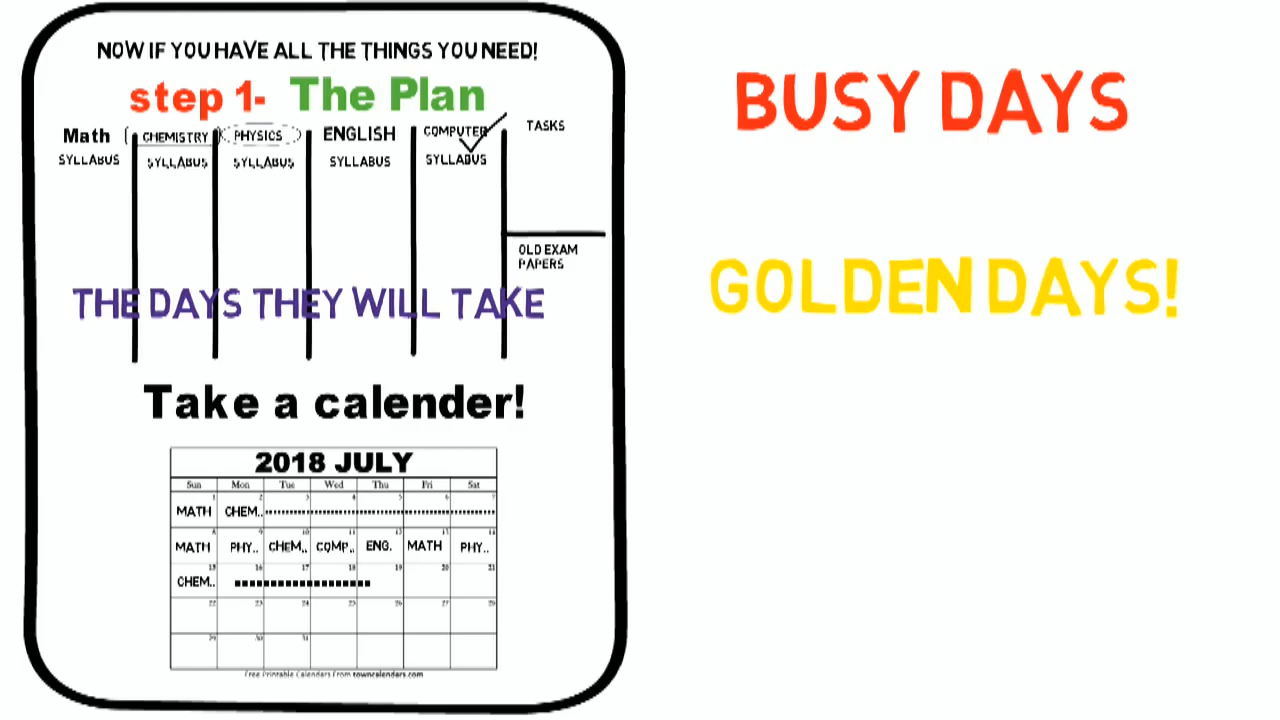 NOW IF YOU HAVE ALL THE THINGS YOU NEED!
step 1- The Plan
Math CHEMISTRY PHYSICS ENGLISH COMPUTER TASKS
SYLLABUS SYLLABUS SYLLABUS SYLLABUS SYLLABUS
OLD EXAM
PAPERS
THE DAYS THEY WILL TAKE
Take a calender!
2018 JULY
Sun Mon Tue Wed Thu Fri Sat
1 2 3 4 5 6 7
MATH CHEM..
8 9 10 11 12 13 14
MATH PHY.. CHEM.. COMP.. ENG. MATH PHY..
15 16 17 18 19 20 21
CHEM..
22 23 24 25 26 27 28
29 30 31
Free Printable Calendars From towncalendars.com
BUSY DAYS
GOLDEN DAYS!